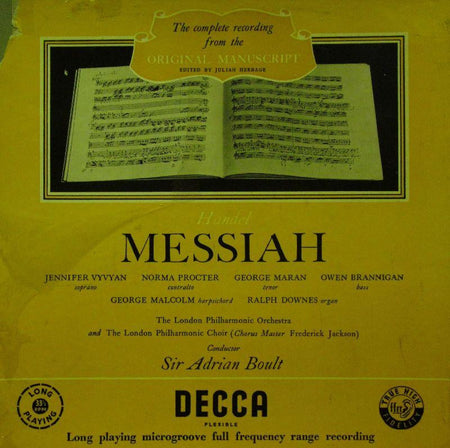 The complete recording
from the
ORIGINAL MANUSCRIPT
EDITED BY JULIAN HERBAGE
Handel
MESSIAH
JENNIFER VYVYAN NORMA PROCTER GEORGE MARAN OWEN BRANNIGAN
soprano contralto tenor bass
GEORGE MALCOLM harpsichord RALPH DOWNES organ
The London Philharmonic Orchestra
and The London Philharmonic Choir (Chorus Master Frederick Jackson)
Conductor
Sir Adrian Boult
LONG
33⅓
PLAYING
DECCA
FLEXIBLE
TRUE HIGH
ffrr
FIDELITY
Long playing microgroove full frequency range recording